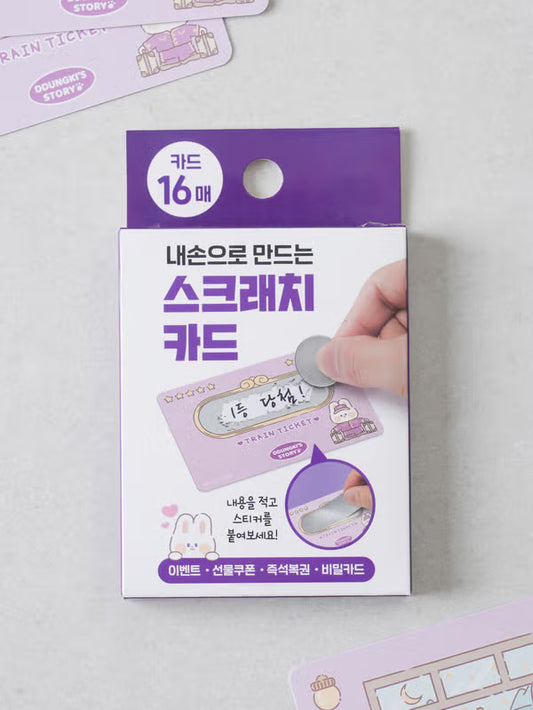 TRAIN TICKET
DDUNGKI'S
STORY
카드
16매
내손으로 만드는
스크래치
카드
1등 당첨!
TRAIN TICKET
DDUNGKI'S
STORY
내용을 적고
스티커를
붙여보세요!
이벤트 · 선물쿠폰 · 즉석복권 · 비밀카드